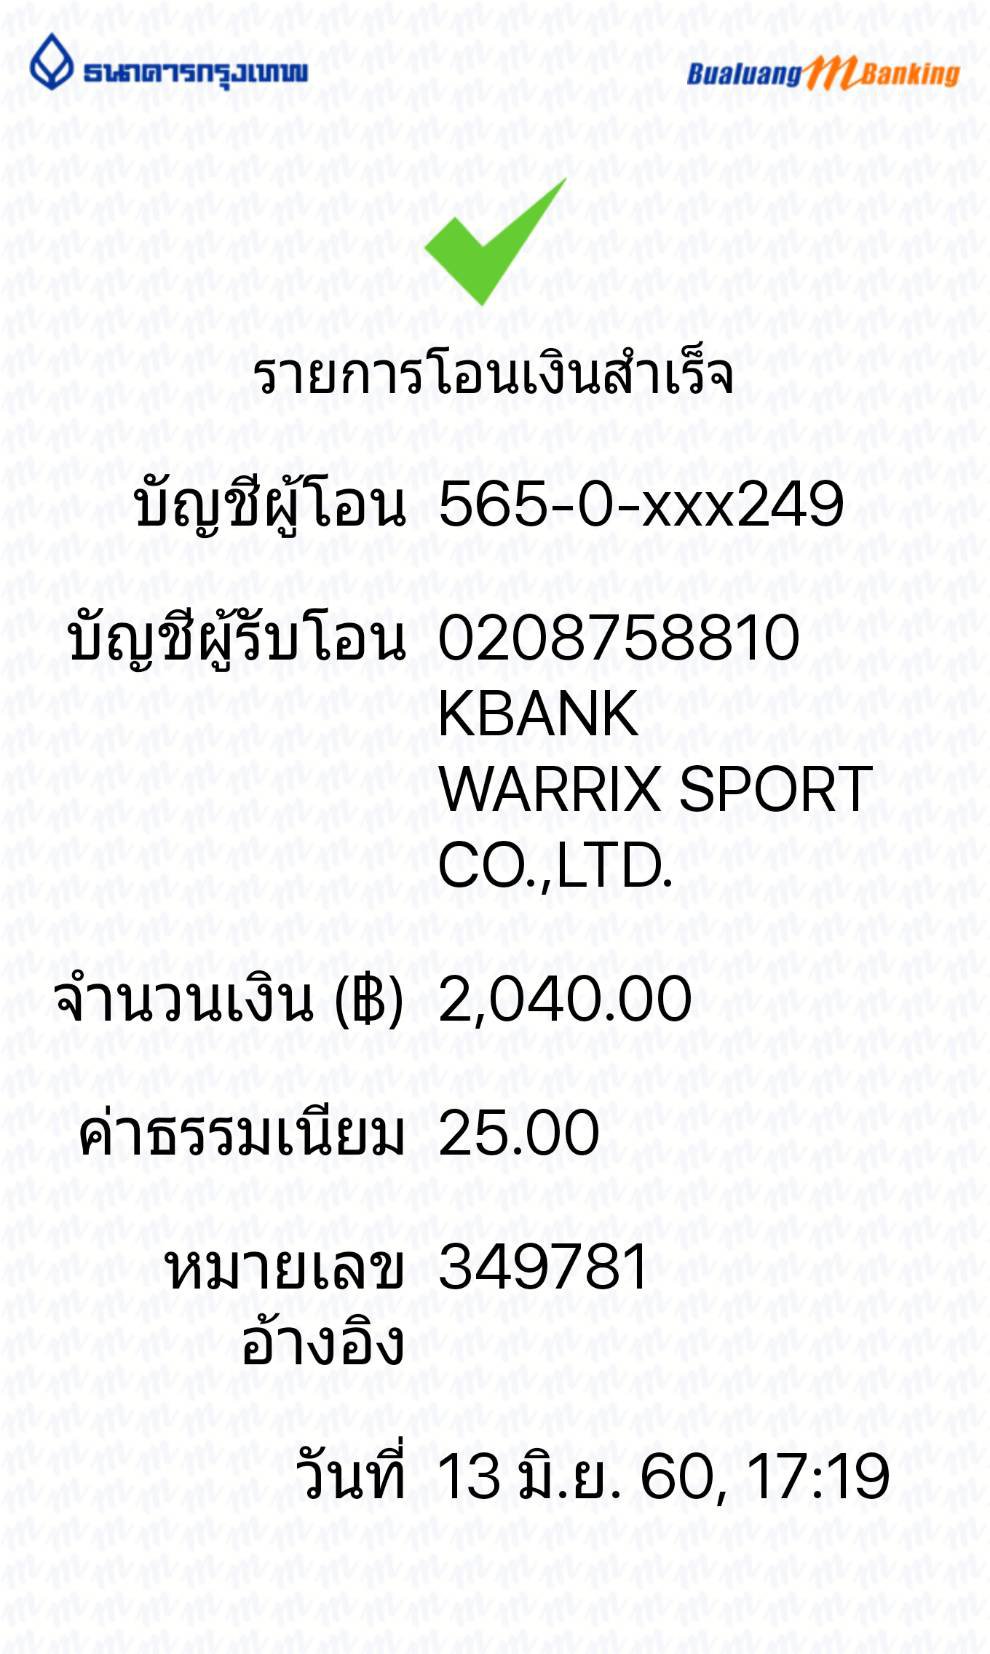 ธนาคารกรุงเทพ
Bualuang mBanking
รายการโอนเงินสำเร็จ
บัญชีผู้โอน 565-0-xxx249
บัญชีผู้รับโอน 0208758810
KBANK
WARRIX SPORT
CO.,LTD.
จำนวนเงิน (฿) 2,040.00
ค่าธรรมเนียม 25.00
หมายเลข 349781
อ้างอิง
วันที่ 13 มิ.ย. 60, 17:19